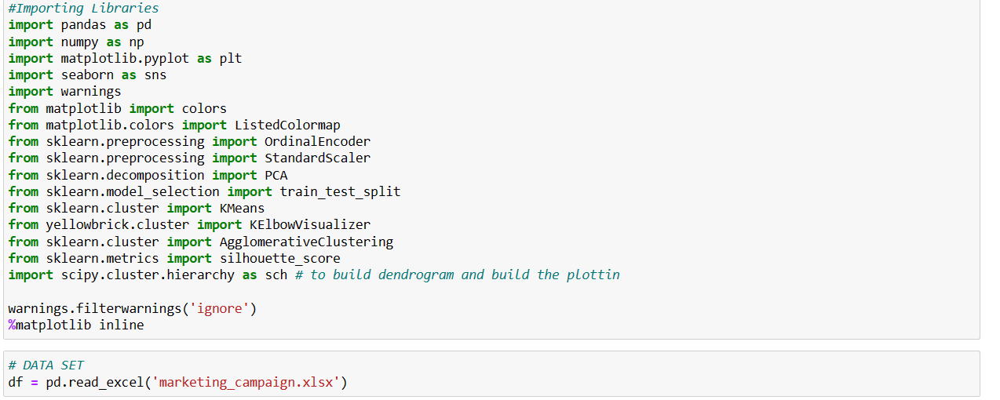 #Importing Libraries
import pandas as pd
import numpy as np
import matplotlib.pyplot as plt
import seaborn as sns
import warnings
from matplotlib import colors
from matplotlib.colors import ListedColormap
from sklearn.preprocessing import OrdinalEncoder
from sklearn.preprocessing import StandardScaler
from sklearn.decomposition import PCA
from sklearn.model_selection import train_test_split
from sklearn.cluster import KMeans
from yellowbrick.cluster import KElbowVisualizer
from sklearn.cluster import AgglomerativeClustering
from sklearn.metrics import silhouette_score
import scipy.cluster.hierarchy as sch # to build dendrogram and build the plottin
warnings.filterwarnings('ignore')
%matplotlib inline
# DATA SET
df = pd.read_excel('marketing_campaign.xlsx')